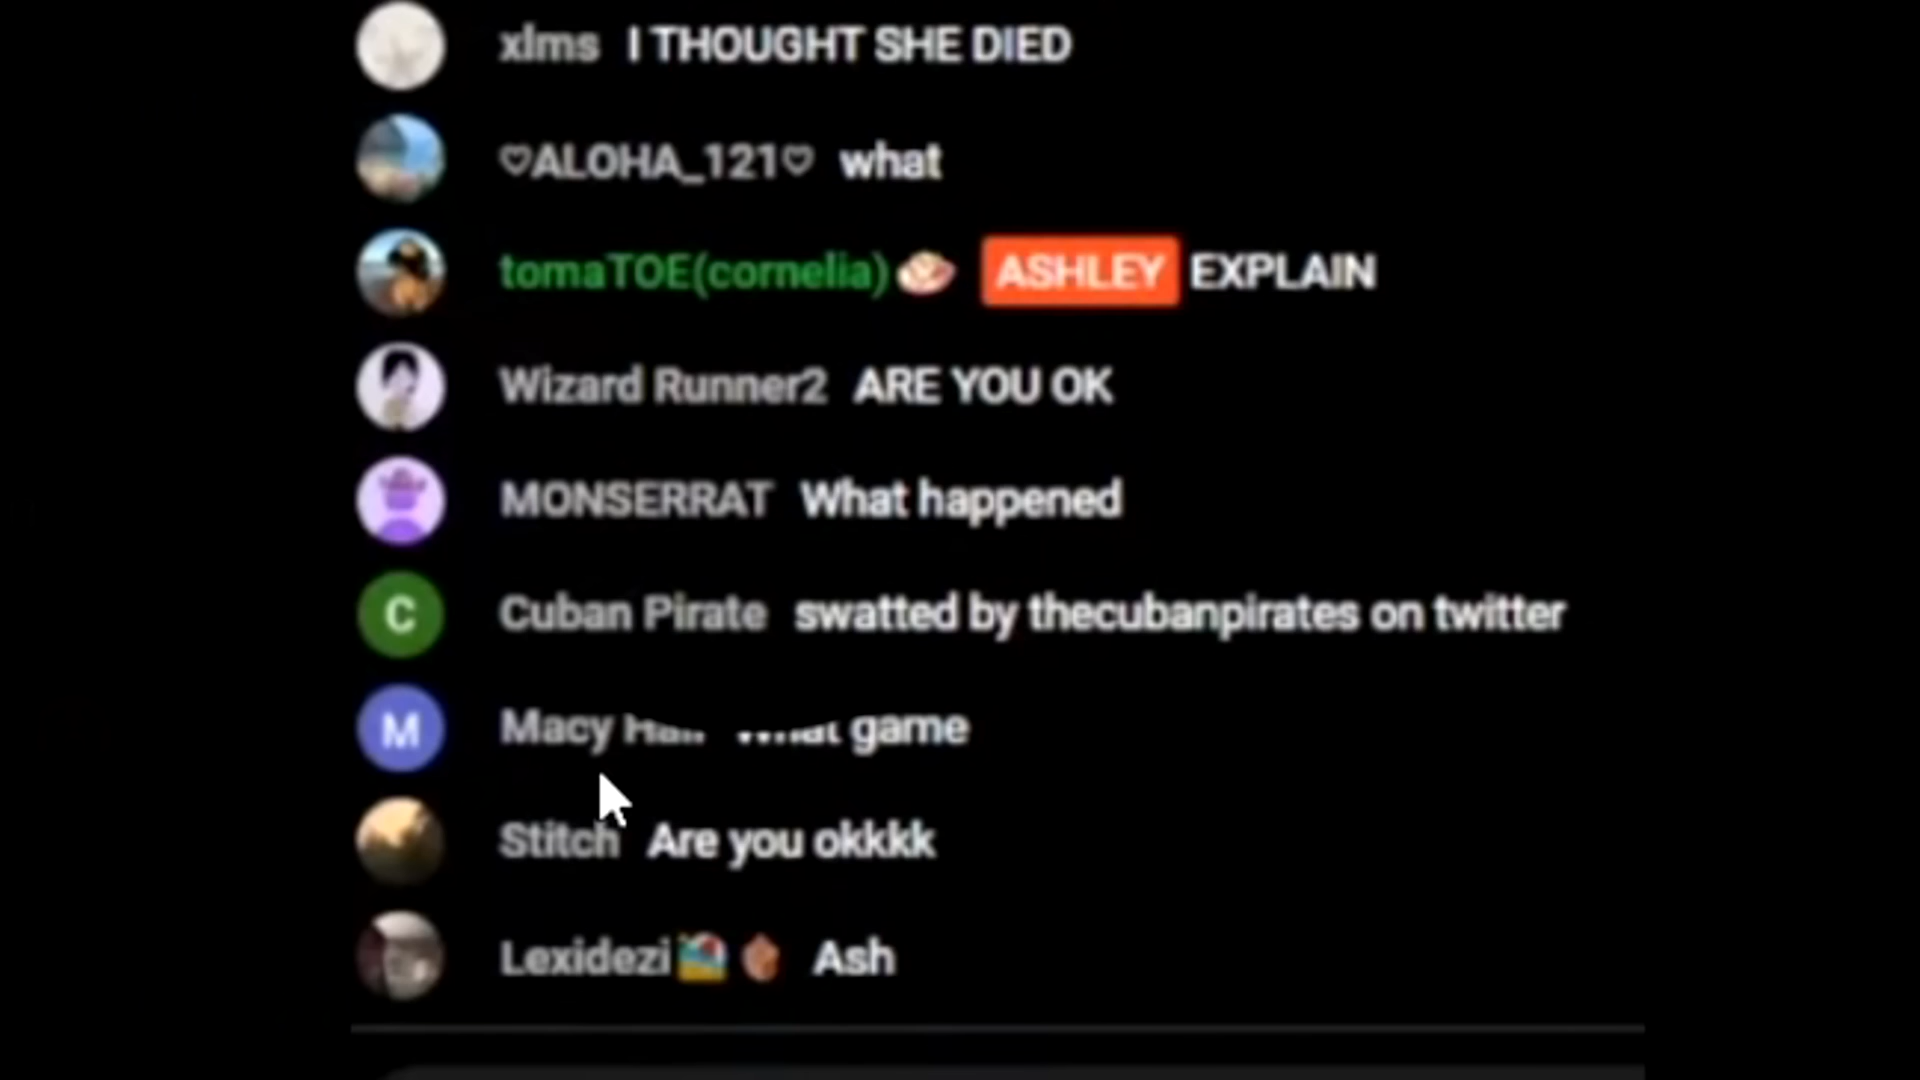 xlms I THOUGHT SHE DIED
♡ALOHA_121♡ what
tomaTOE(cornelia) ASHLEY EXPLAIN
Wizard Runner2 ARE YOU OK
MONSERRAT What happened
C Cuban Pirate swatted by thecubanpirates on twitter
M Macy What game
Stitch Are you okkkk
Lexidezi Ash